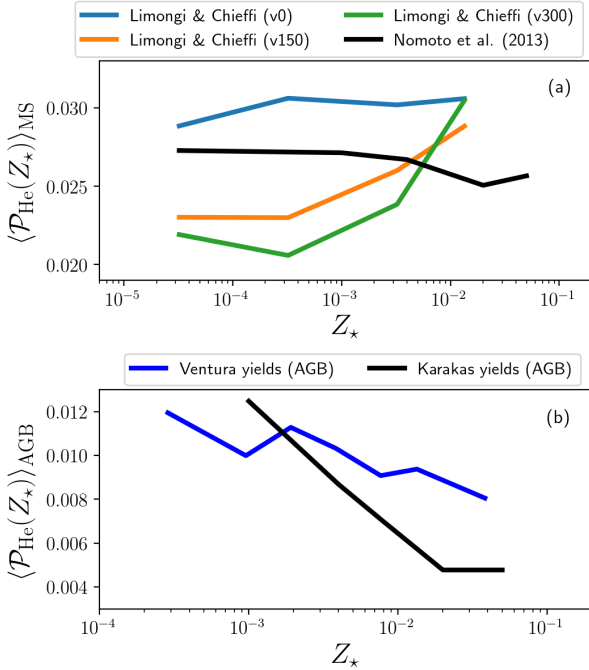 Limongi & Chieffi (v0) Limongi & Chieffi (v300)
Limongi & Chieffi (v150) Nomoto et al. (2013)
(a)
0.030
0.025
0.020
⟨𝒫He(Z⋆)⟩MS
10⁻⁵ 10⁻⁴ 10⁻³ 10⁻² 10⁻¹
Z⋆
Ventura yields (AGB) Karakas yields (AGB)
(b)
0.012
0.010
0.008
0.006
0.004
⟨𝒫He(Z⋆)⟩AGB
10⁻⁴ 10⁻³ 10⁻² 10⁻¹
Z⋆